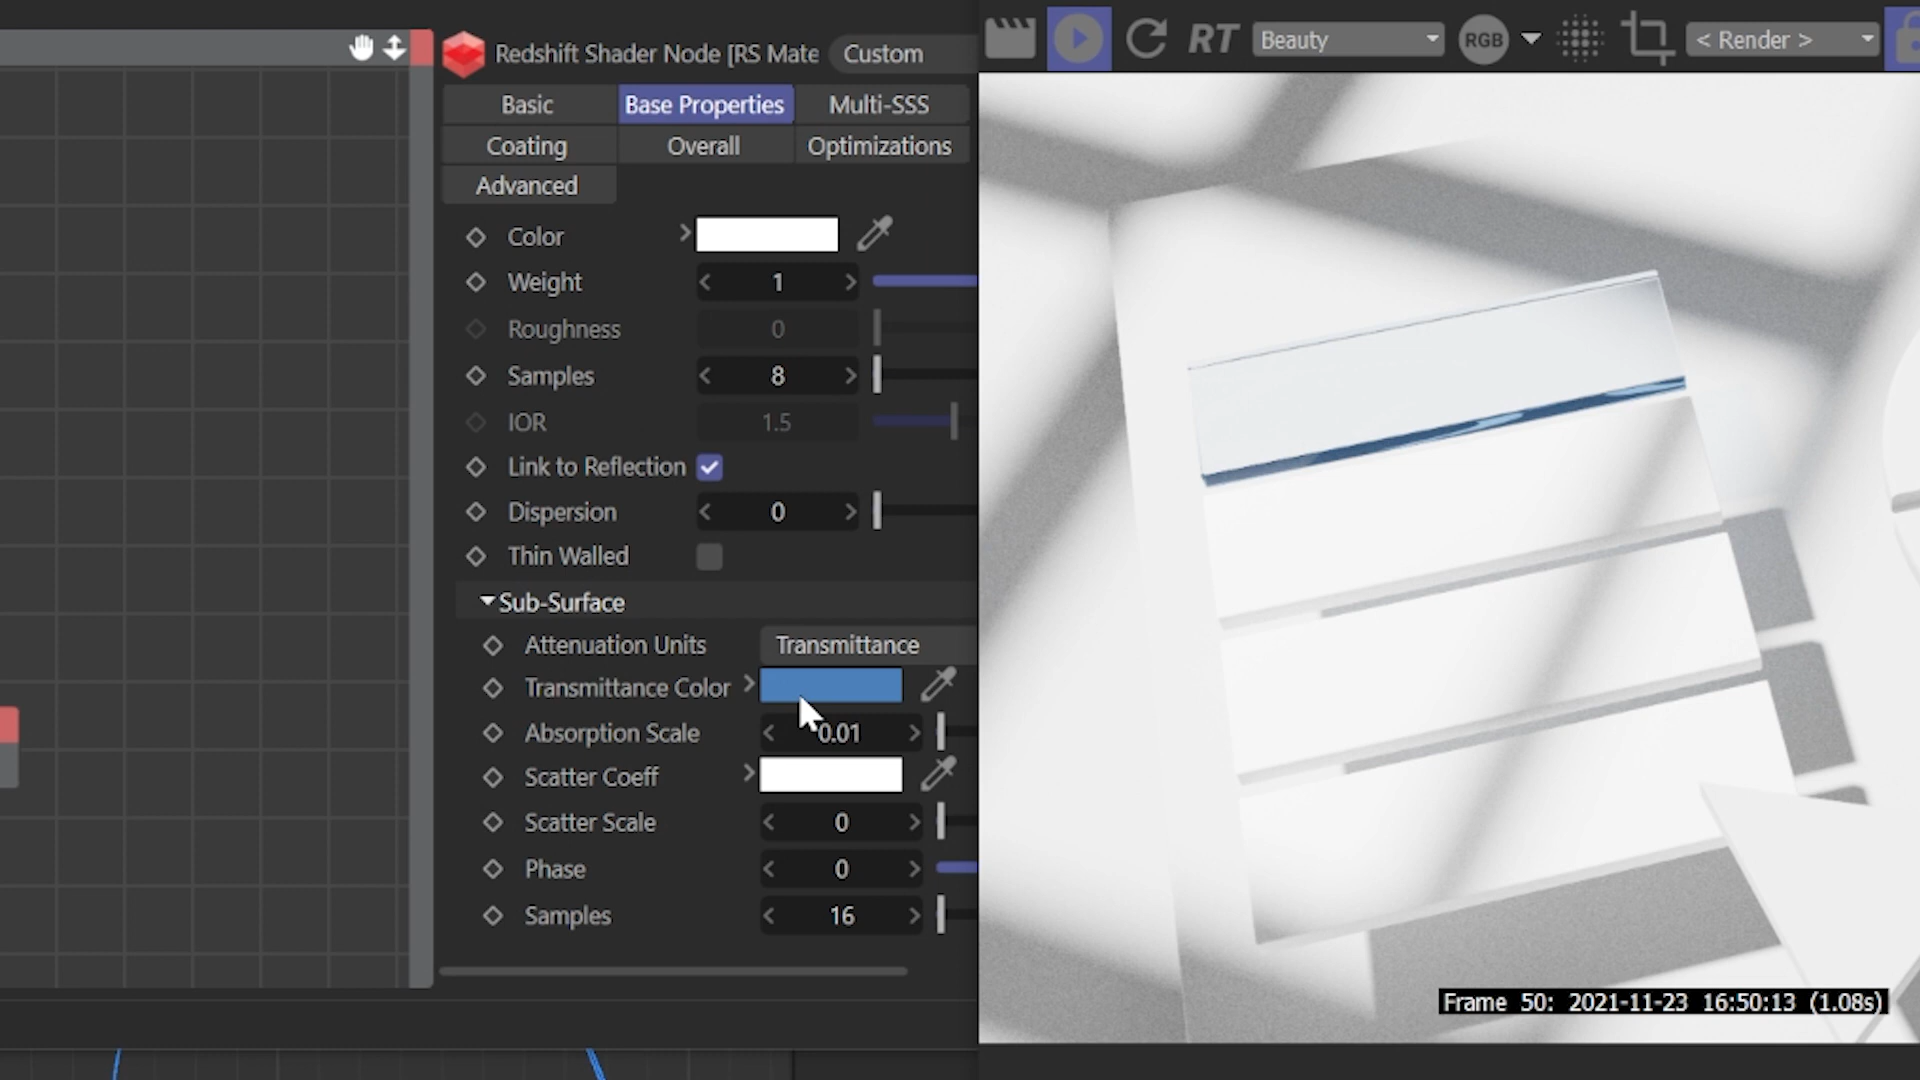 Redshift Shader Node [RS Mate
Custom
Basic
Base Properties
Multi-SSS
Coating
Overall
Optimizations
Advanced
Color
Weight
1
Roughness
0
Samples
8
IOR
1.5
Link to Reflection
Dispersion
0
Thin Walled
Sub-Surface
Attenuation Units
Transmittance
Transmittance Color
Absorption Scale
0.01
Scatter Coeff
Scatter Scale
0
Phase
0
Samples
16
RT
Beauty
RGB
< Render >
Frame 50: 2021-11-23 16:50:13 (1.08s)